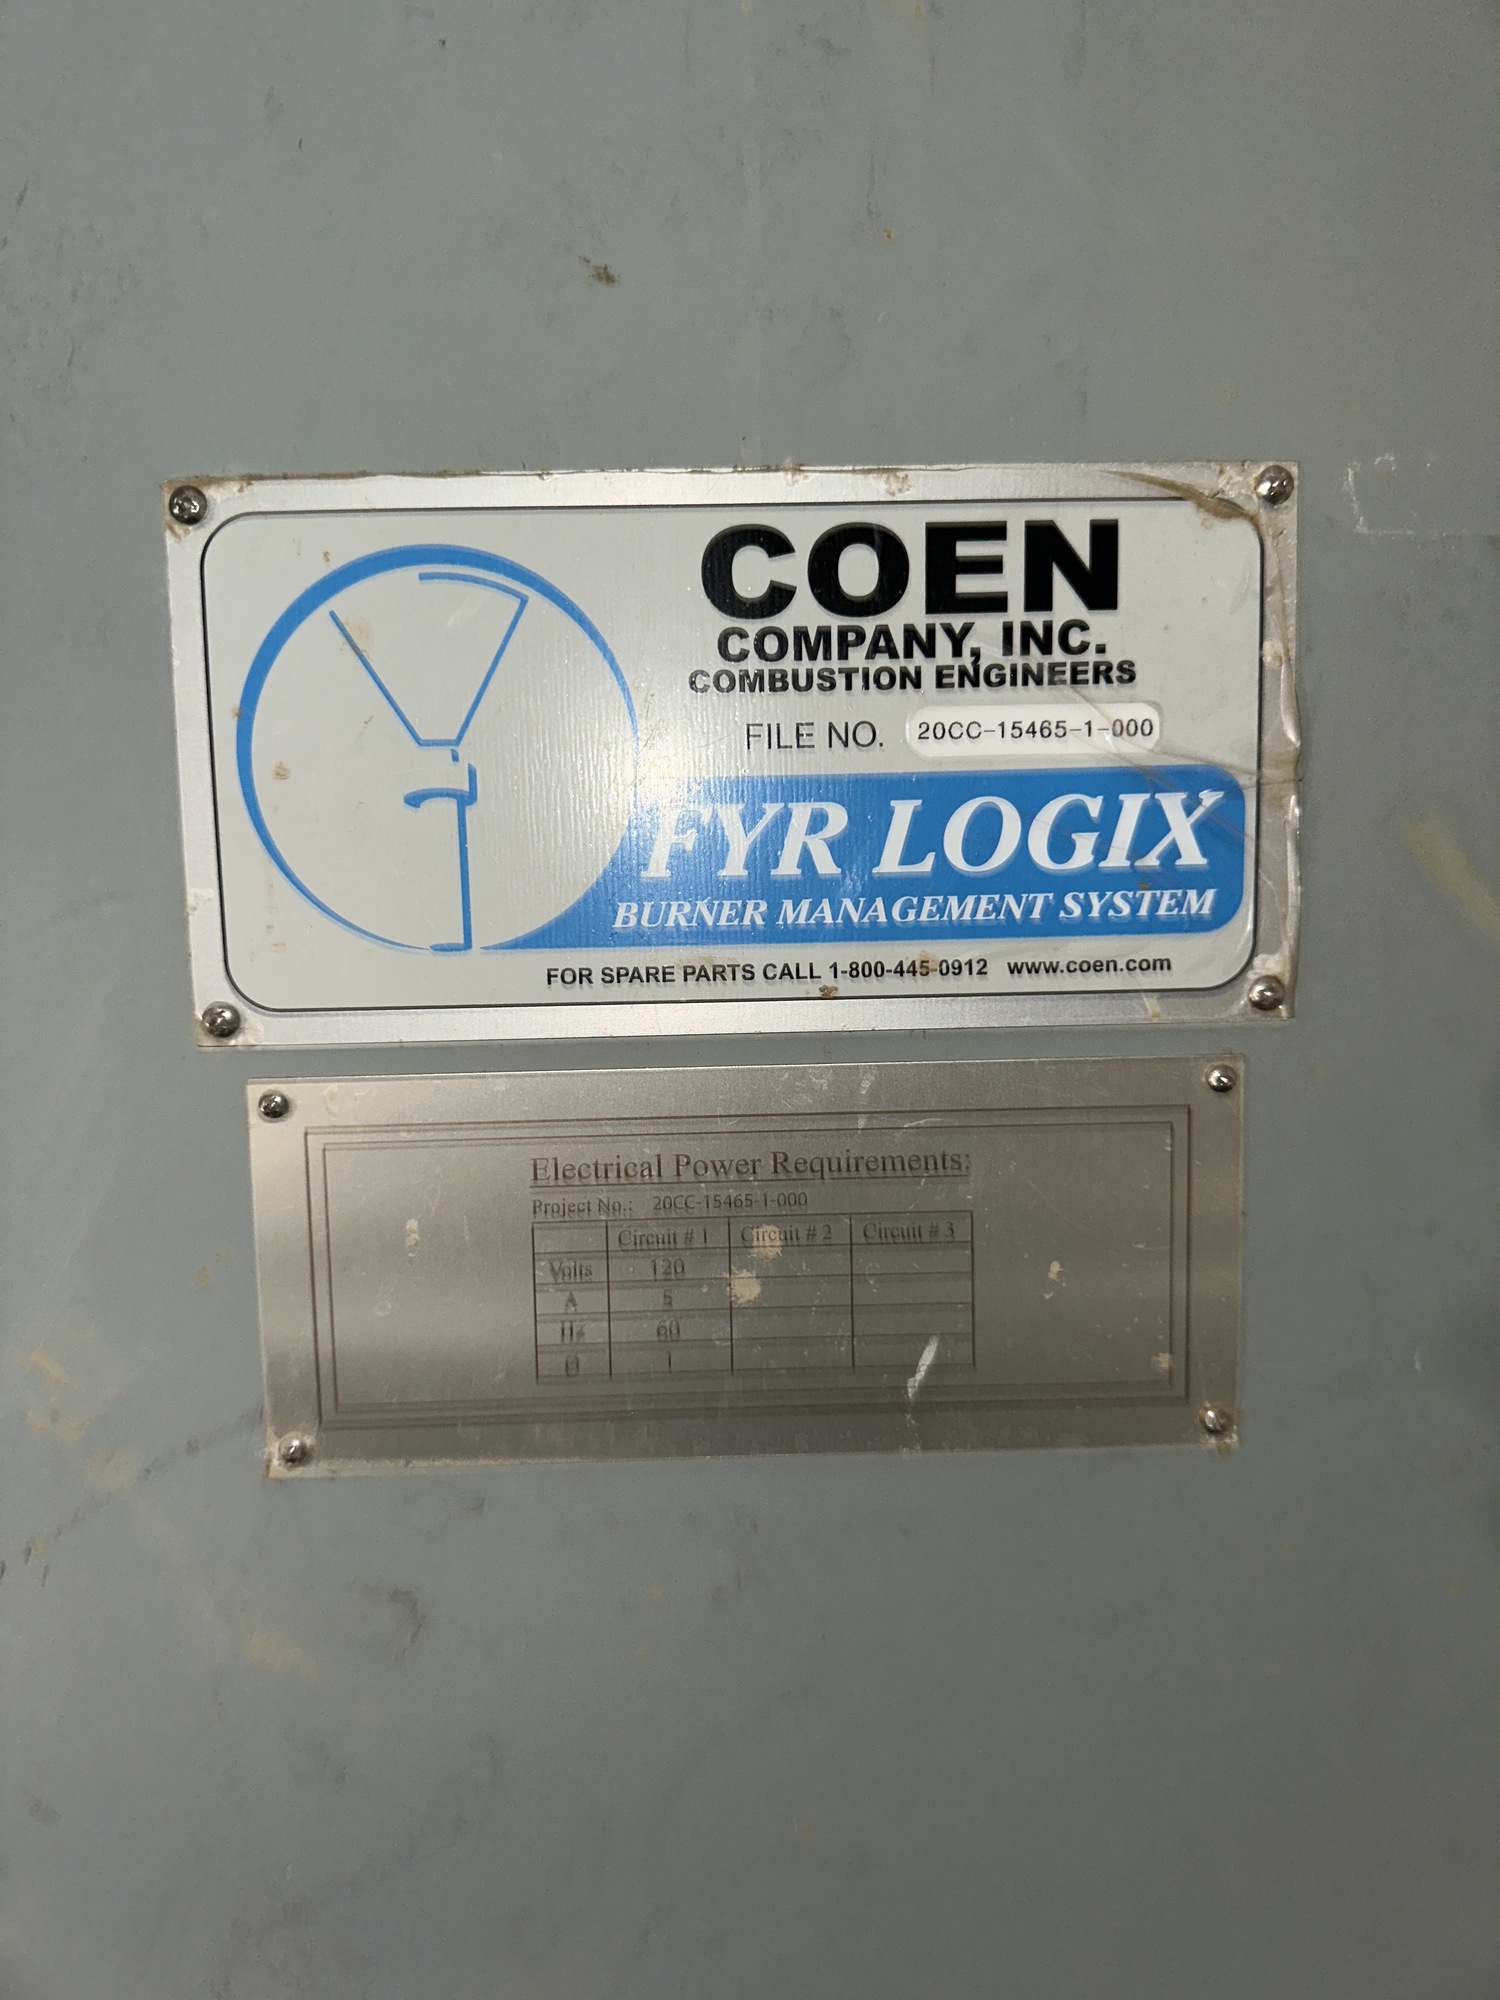 COEN
COMPANY, INC.
COMBUSTION ENGINEERS
FILE NO. 20CC-15465-1-000
FYR LOGIX
BURNER MANAGEMENT SYSTEM
FOR SPARE PARTS CALL 1-800-445-0912 www.coen.com
Electrical Power Requirements:
Project No.: 20CC-15465-1-000
Circuit # 1 Circuit # 2 Circuit # 3
Volts 120
A 5
Hz 60
Ø 1